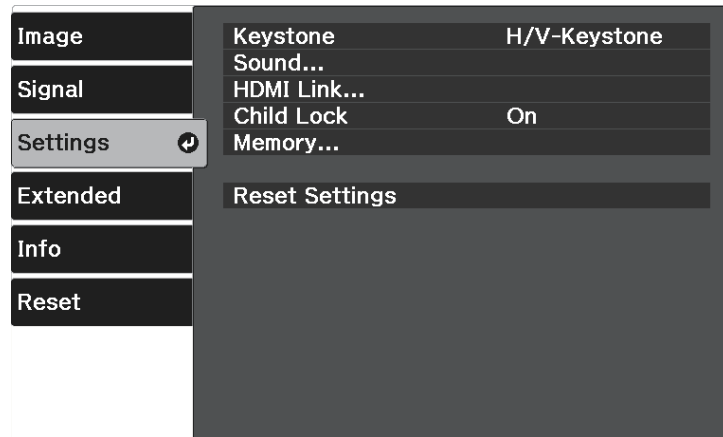 Image
Signal
Settings
Extended
Info
Reset
Keystone H/V-Keystone
Sound...
HDMI Link...
Child Lock On
Memory...
Reset Settings